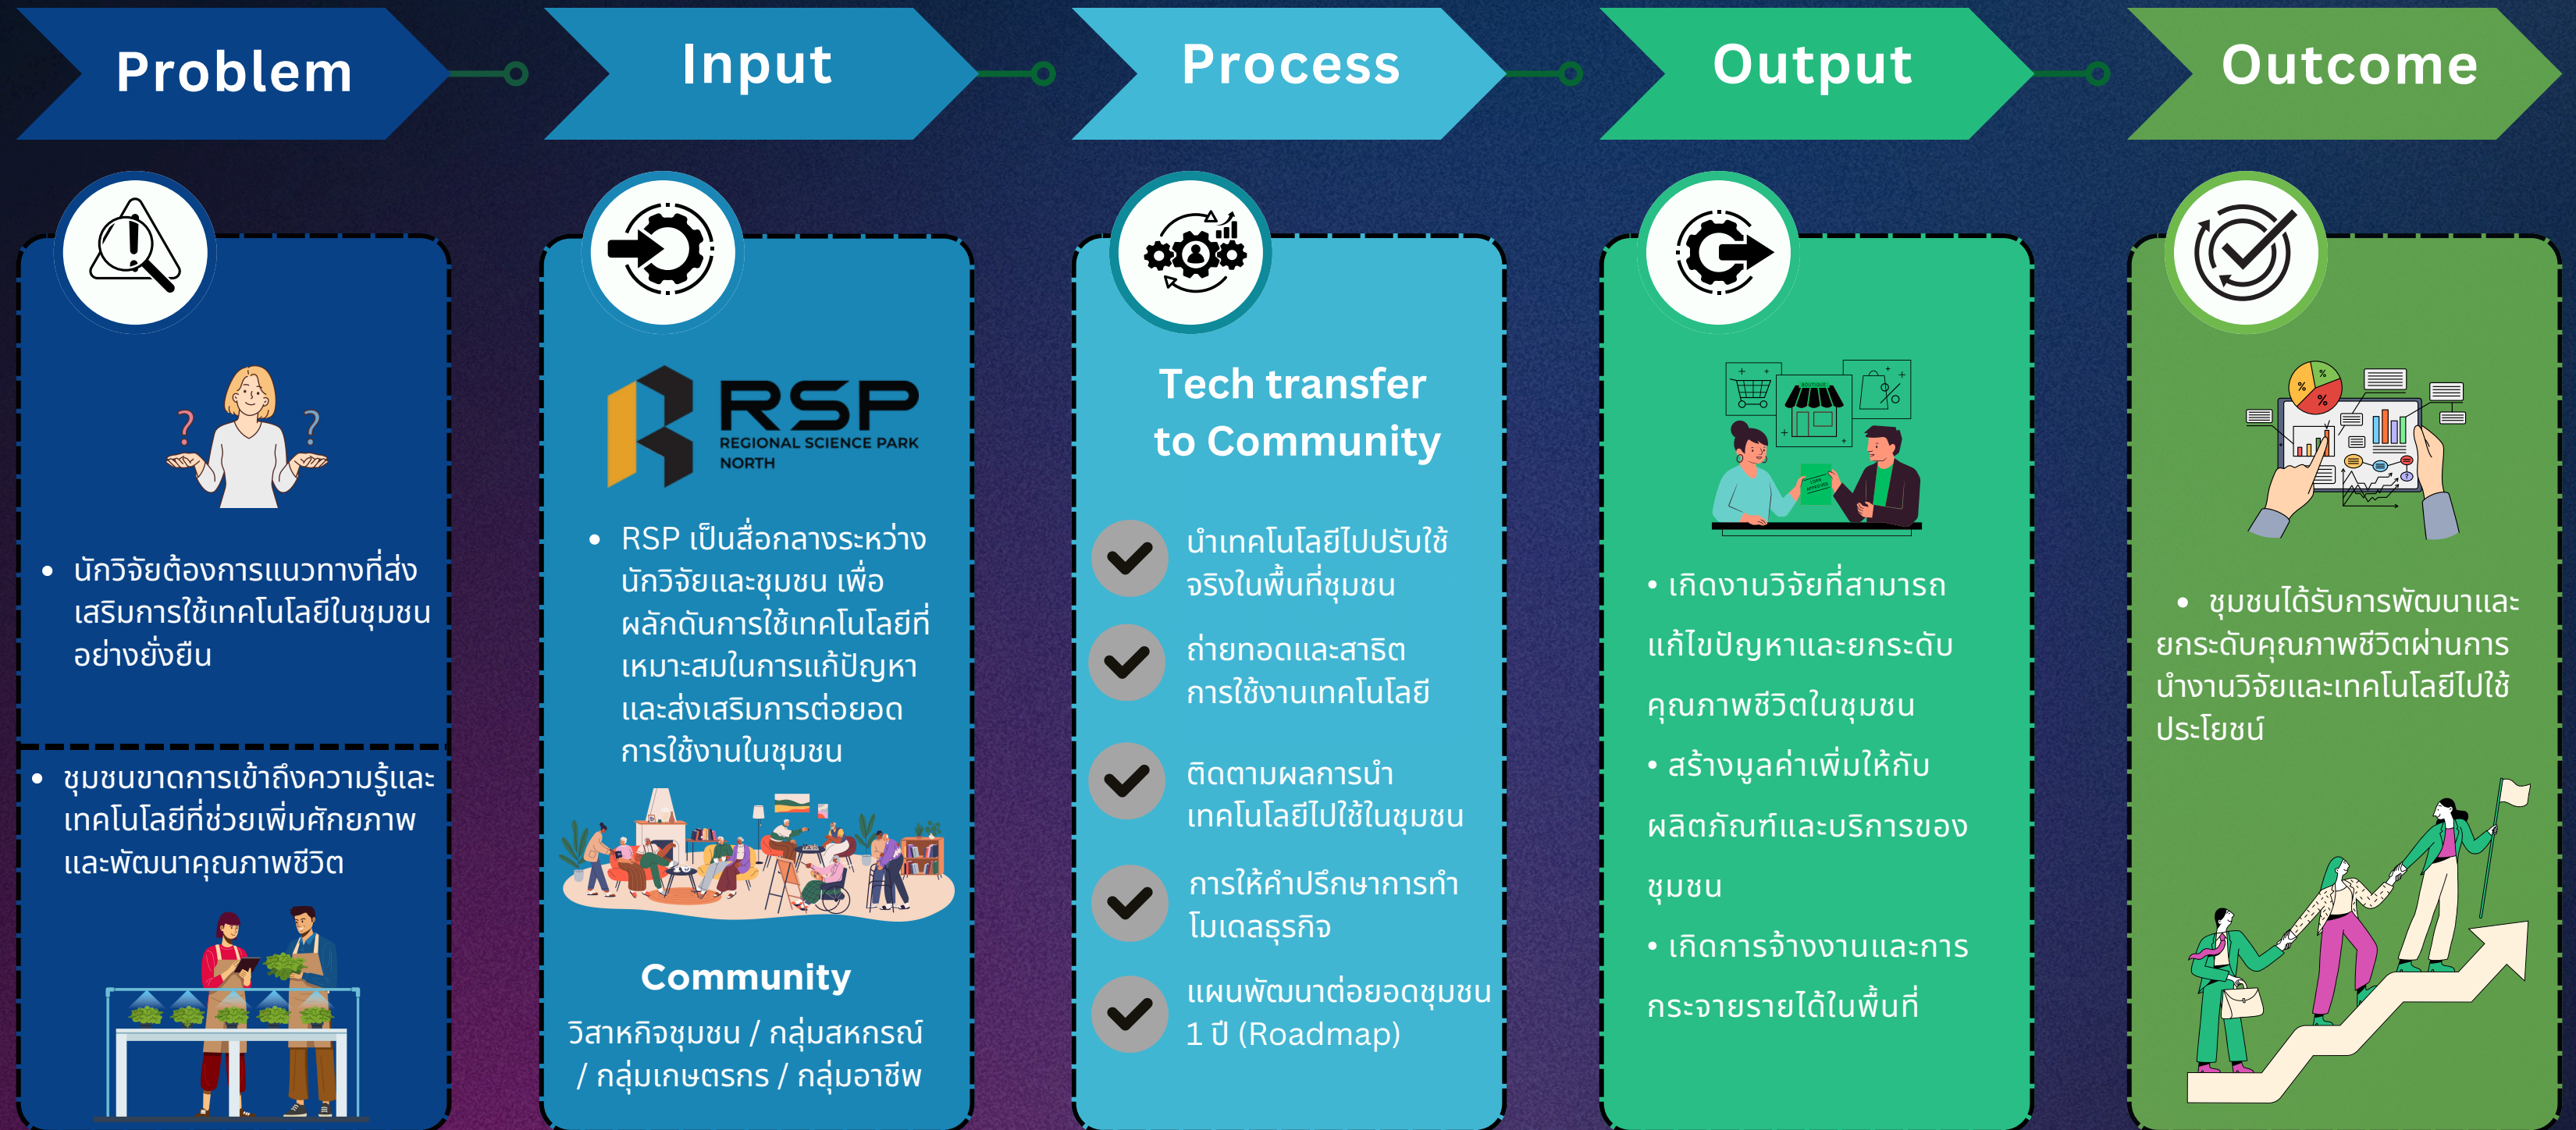 Problem
Input
Process
Output
Outcome
?
?
• นักวิจัยต้องการแนวทางที่ส่ง
เสริมการใช้เทคโนโลยีในชุมชน
อย่างยั่งยืน
• ชุมชนขาดการเข้าถึงความรู้และ
เทคโนโลยีที่ช่วยเพิ่มศักยภาพ
และพัฒนาคุณภาพชีวิต
RSP
REGIONAL SCIENCE PARK
NORTH
• RSP เป็นสื่อกลางระหว่าง
นักวิจัยและชุมชน เพื่อ
ผลักดันการใช้เทคโนโลยีที่
เหมาะสมในการแก้ปัญหา
และส่งเสริมการต่อยอด
การใช้งานในชุมชน
Community
วิสาหกิจชุมชน / กลุ่มสหกรณ์
/ กลุ่มเกษตรกร / กลุ่มอาชีพ
Tech transfer
to Community
นำเทคโนโลยีไปปรับใช้
จริงในพื้นที่ชุมชน
ถ่ายทอดและสาธิต
การใช้งานเทคโนโลยี
ติดตามผลการนำ
เทคโนโลยีไปใช้ในชุมชน
การให้คำปรึกษาการทำ
โมเดลธุรกิจ
แผนพัฒนาต่อยอดชุมชน
1 ปี (Roadmap)
BOUTIQUE
%
LOAN
APPROVED
• เกิดงานวิจัยที่สามารถ
แก้ไขปัญหาและยกระดับ
คุณภาพชีวิตในชุมชน
• สร้างมูลค่าเพิ่มให้กับ
ผลิตภัณฑ์และบริการของ
ชุมชน
• เกิดการจ้างงานและการ
กระจายรายได้ในพื้นที่
%
%
%
?
• ชุมชนได้รับการพัฒนาและ
ยกระดับคุณภาพชีวิตผ่านการ
นำงานวิจัยและเทคโนโลยีไปใช้
ประโยชน์